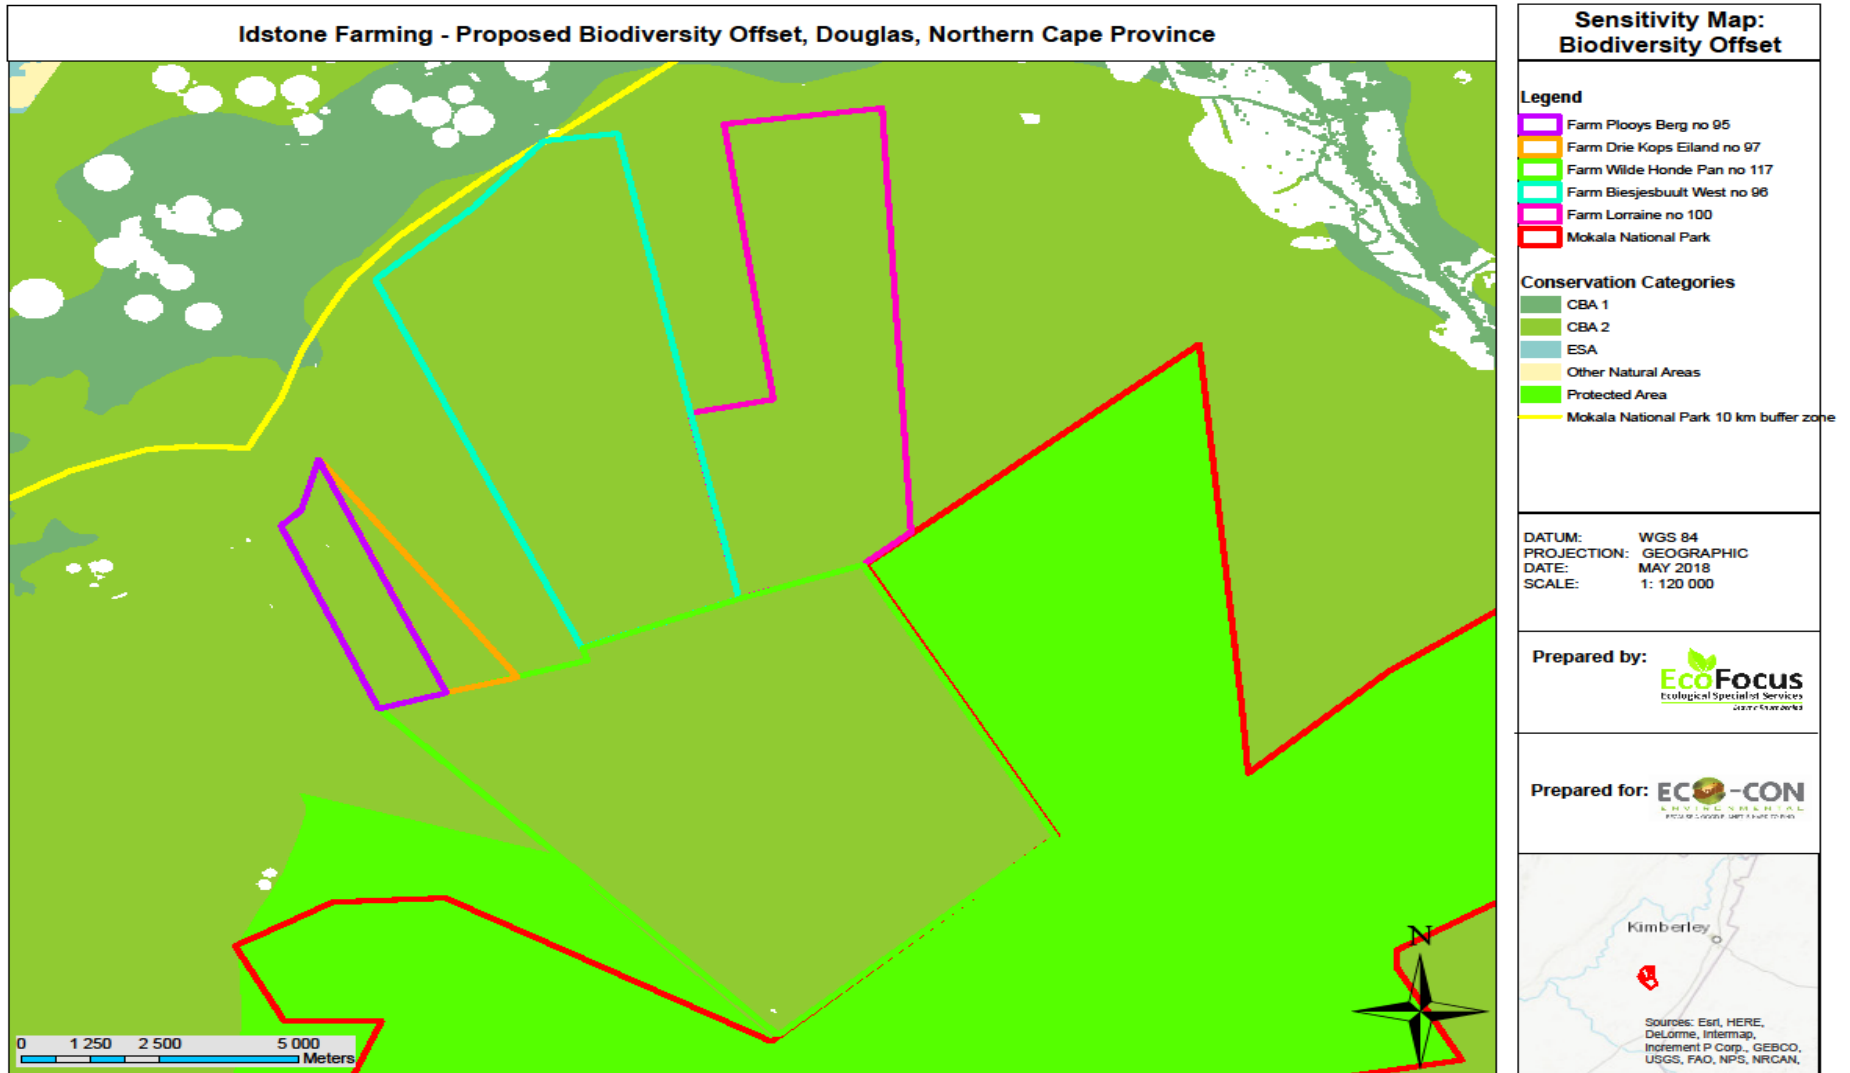 Idstone Farming - Proposed Biodiversity Offset, Douglas, Northern Cape Province
Sensitivity Map:
Biodiversity Offset
Legend
Farm Plooys Berg no 95
Farm Drie Kops Eiland no 97
Farm Wilde Honde Pan no 117
Farm Biesjesbuult West no 96
Farm Lorraine no 100
Mokala National Park
Conservation Categories
CBA 1
CBA 2
ESA
Other Natural Areas
Protected Area
Mokala National Park 10 km buffer zone
DATUM: WGS 84
PROJECTION: GEOGRAPHIC
DATE: MAY 2018
SCALE: 1: 120 000
Prepared by:
EcoFocus
Ecological Specialist Services
Prepared for:
ECO-CON
ENVIRONMENTAL
Kimberley
Sources: Esri, HERE,
DeLorme, Intermap,
Increment P Corp., GEBCO,
USGS, FAO, NPS, NRCAN,
N
0 1 250 2 500 5 000
Meters